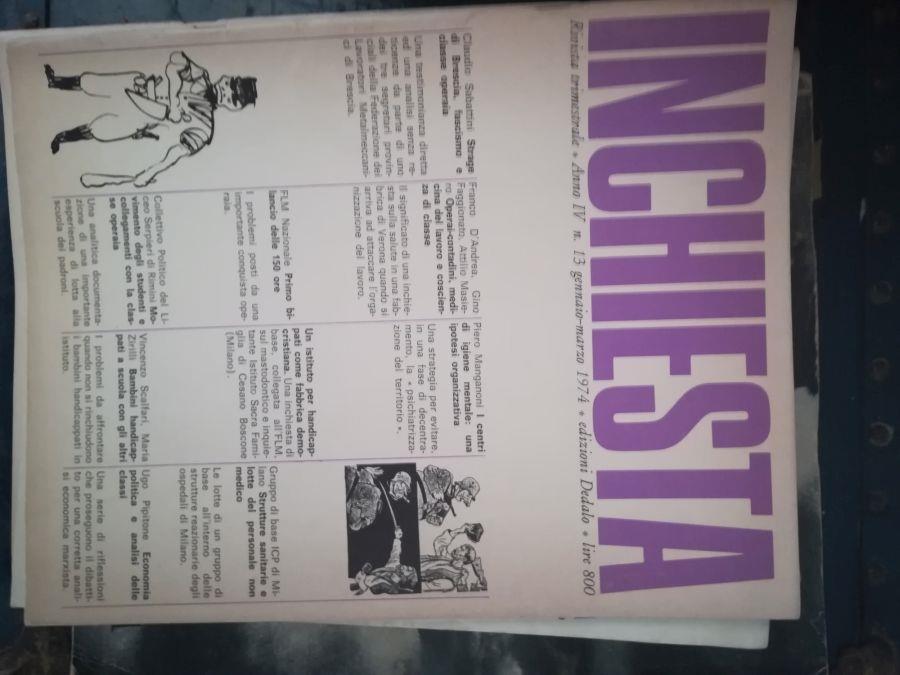 INCHIESTA
Rivista trimestrale • Anno IV n. 13 gennaio-marzo 1974 • edizioni Dedalo • lire 800
Claudio Sabattini Strage
di Brescia, fascismo e
classe operaia
Una testimonianza diretta
ed una analisi senza re-
ticenze da parte di uno
dei tre segretari provin-
ciali della Federazione dei
Lavoratori Metalmeccani-
ci di Brescia.
Franco D'Andrea, Gino
Faggionato, Attilio Masie-
ro Operai-contadini, medi-
cina del lavoro e coscien-
za di classe
Il significato di una inchie-
sta sulla salute in una fab-
brica di Verona quando si
arriva ad attaccare l'orga-
nizzazione del lavoro.
FLM Nazionale Primo bi-
lancio delle 150 ore
I problemi posti da una
importante conquista ope-
raia.
Collettivo Politico del Li-
ceo Serpieri di Rimini Mo-
vimento degli studenti e
collegamenti con la clas-
se operaia
Una analitica documenta-
zione di una importante
esperienza di lotta alla
scuola dei padroni.
Piero Manganoni I centri
di igiene mentale: una
ipotesi organizzativa
Una strategia per evitare,
in una fase di decentra-
mento, la « psichiatrizza-
zione del territorio ».
Un istituto per handicap-
pati come fabbrica demo-
cristiana. Una inchiesta di
base, collegata all'FLM,
sul mastodontico e inquie-
tante Istituto Sacra Fami-
glia di Cesano Boscone
(Milano).
Vincenzo Scalfari, Maria
Zirilli Bambini handicap-
pati a scuola con gli altri
I problemi da affrontare
quando non si rinchiudono
i bambini handicappati in
istituto.
Gruppo di base ICP di Mi-
lano Strutture sanitarie e
lotte del personale non
medico
Le lotte di un gruppo di
base all'interno delle
strutture reazionarie degli
ospedali di Milano.
Ugo Pipitone Economia
politica e analisi delle
classi
Una serie di riflessioni
che proseguono il dibatti-
to per una corretta anali-
si economica marxista.